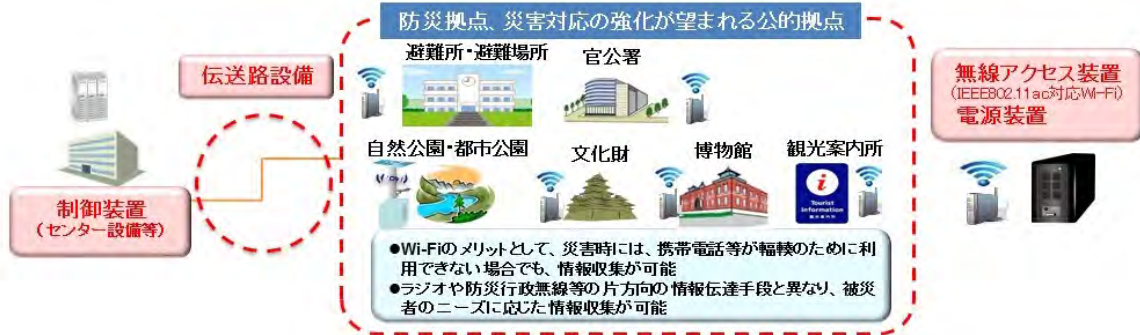 防災拠点、災害対応の強化が望まれる公的拠点
避難所・避難場所
官公署
伝送路設備
無線アクセス装置
(IEEE802.11ac対応Wi-Fi)
電源装置
自然公園・都市公園
文化財
博物館
観光案内所
制御装置
(センター設備等)
i
Tourist
Information
●Wi-Fiのメリットとして、災害時には、携帯電話等が輻輳のために利
用できない場合でも、情報収集が可能
●ラジオや防災行政無線等の片方向の情報伝達手段と異なり、被災
者のニーズに応じた情報収集が可能